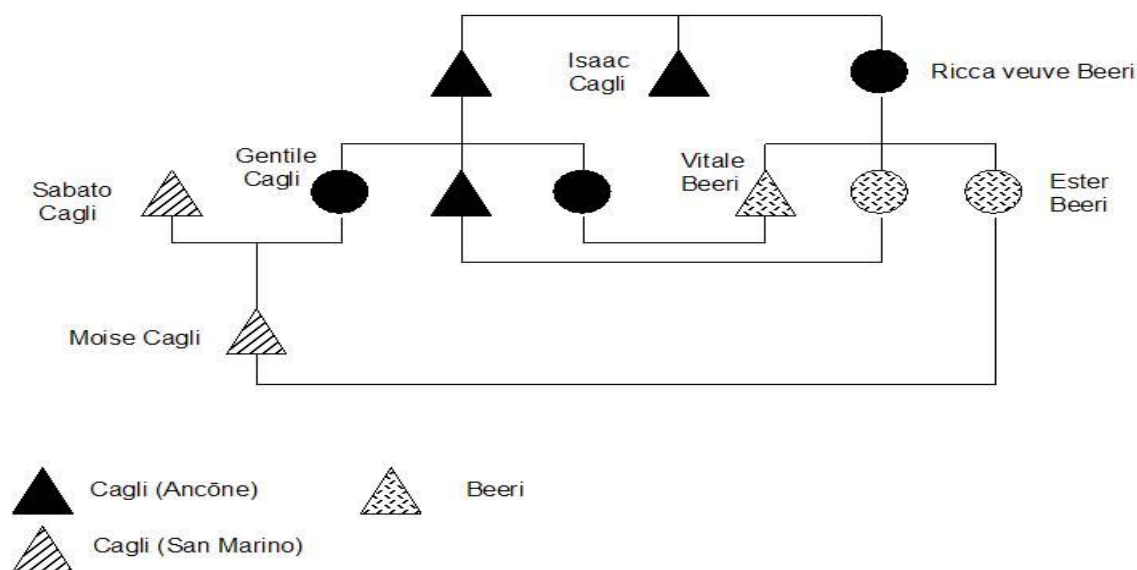 Isaac
Cagli
Ricca veuve Beeri
Gentile
Cagli
Vitale
Beeri
Sabato
Cagli
Ester
Beeri
Moise Cagli
Cagli (Ancōne)
Beeri
Cagli (San Marino)